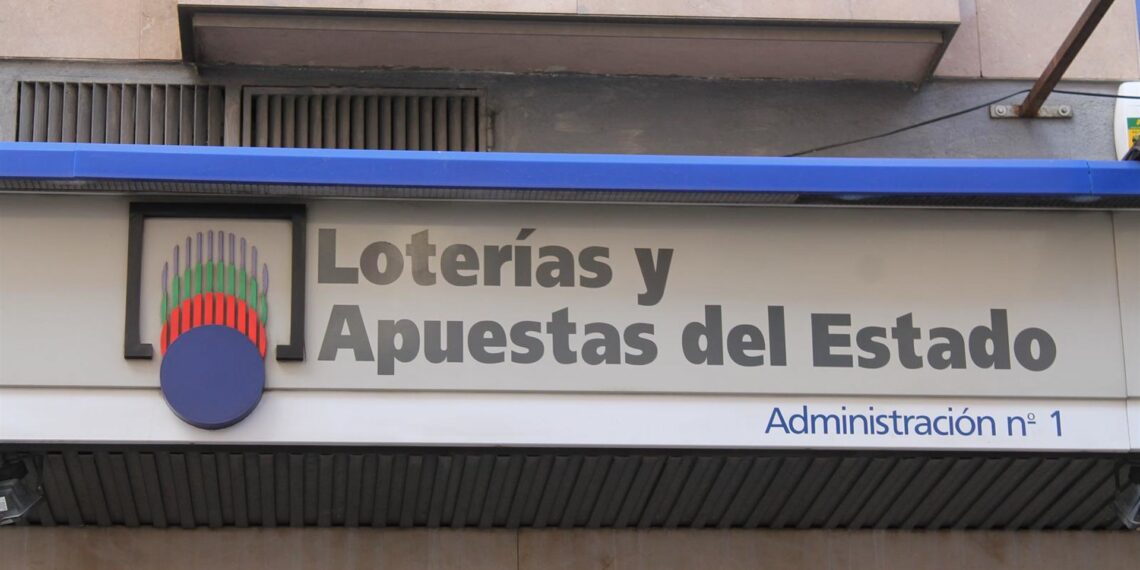 Loterías y
Apuestas del Estado
Administración nº 1